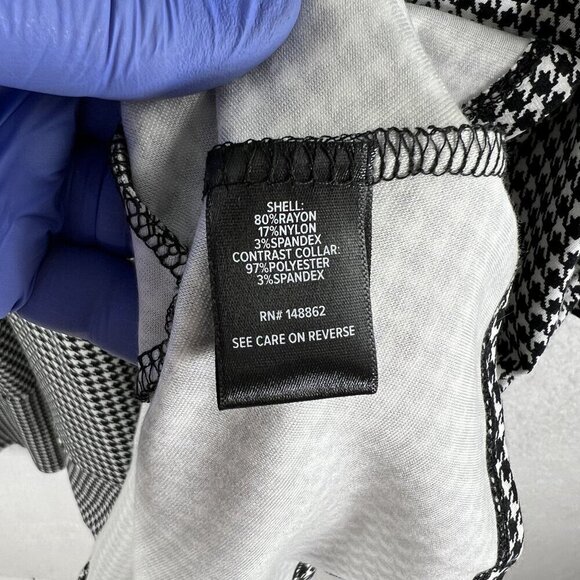 SHELL:
80%RAYON
17%NYLON
3%SPANDEX
CONTRAST COLLAR:
97%POLYESTER
3%SPANDEX
RN# 148862
SEE CARE ON REVERSE